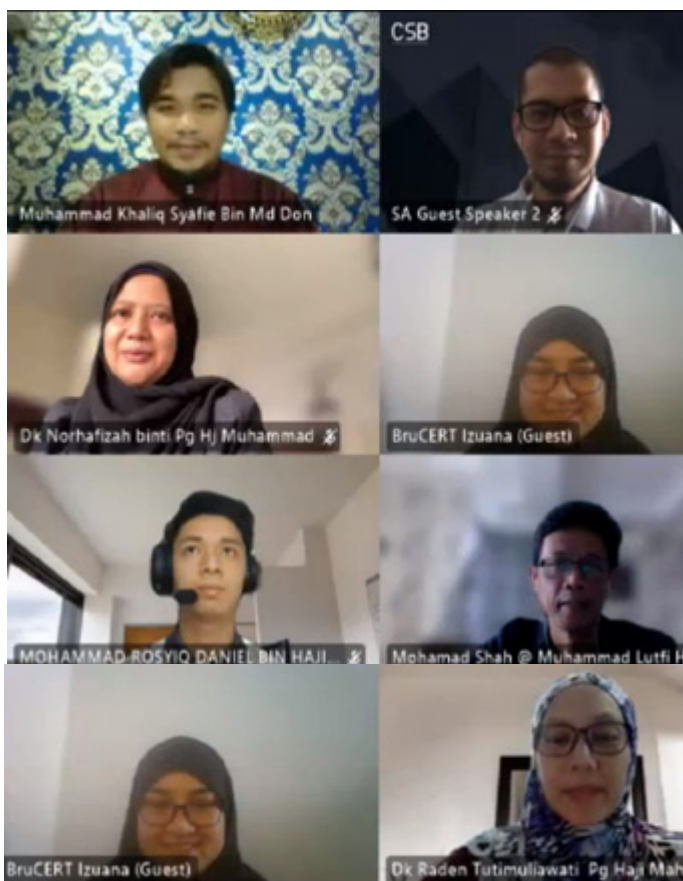 CSB
Muhammad Khaliq Syafie Bin Md Don
SA Guest Speaker 2
Dk Norhafizah binti Pg Hj Muhammad
BruCERT Izuana (Guest)
MOHAMMAD ROSYIQ DANIEL BIN HAJI...
Mohamad Shah @ Muhammad Lutfi H
BruCERT Izuana (Guest)
Dk Raden Tutimuliawati Pg Haji Mah